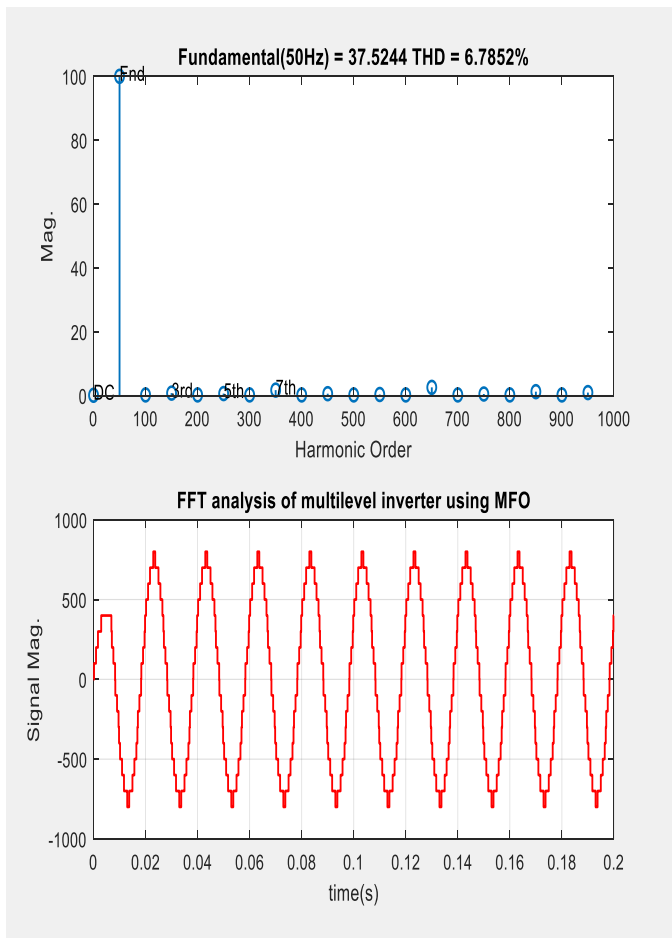 Fundamental(50Hz) = 37.5244 THD = 6.7852%
100
80
60
40
20
0
Mag.
Fnd
DC
3rd
5th
7th
0 100 200 300 400 500 600 700 800 900 1000
Harmonic Order
FFT analysis of multilevel inverter using MFO
1000
500
0
-500
-1000
Signal Mag.
0 0.02 0.04 0.06 0.08 0.1 0.12 0.14 0.16 0.18 0.2
time(s)